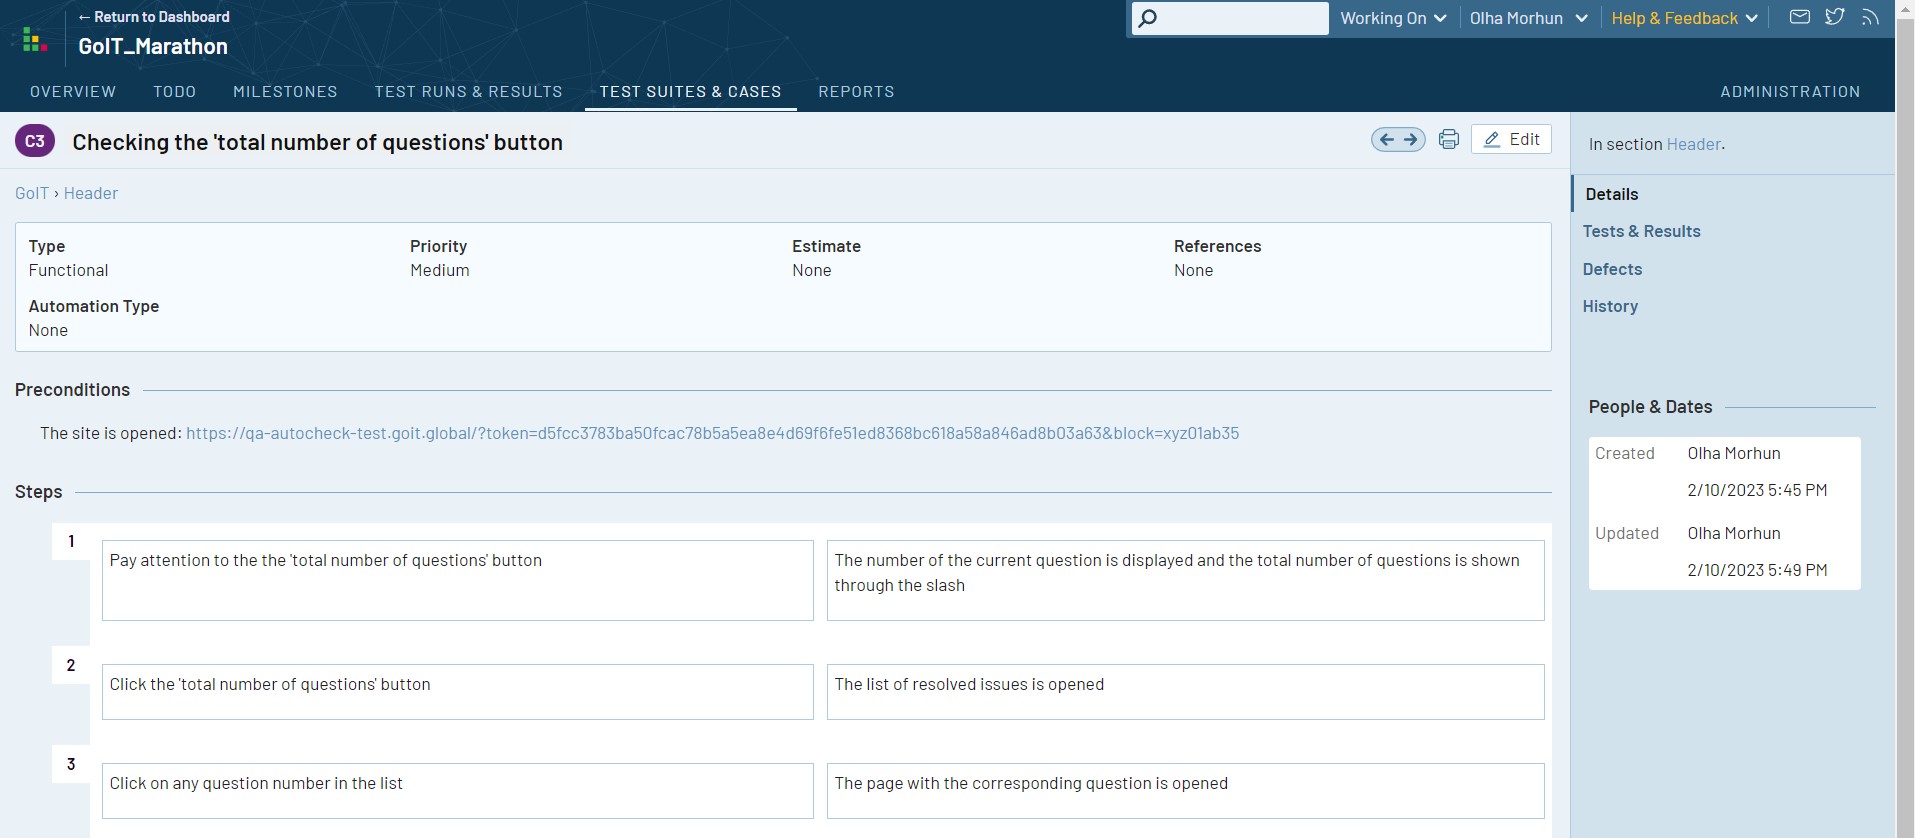 ← Return to Dashboard
GoIT_Marathon
Working On
Olha Morhun
Help & Feedback
OVERVIEW
TODO
MILESTONES
TEST RUNS & RESULTS
TEST SUITES & CASES
REPORTS
ADMINISTRATION
C3
Checking the 'total number of questions' button
Edit
GoIT › Header
Type
Functional
Priority
Medium
Estimate
None
References
None
Automation Type
None
Preconditions
The site is opened: https://qa-autocheck-test.goit.global/?token=d5fcc3783ba50fcac78b5a5ea8e4d69f6fe51ed8368bc618a58a846ad8b03a63&block=xyz01ab35
Steps
1
Pay attention to the the 'total number of questions' button
The number of the current question is displayed and the total number of questions is shown
through the slash
2
Click the 'total number of questions' button
The list of resolved issues is opened
3
Click on any question number in the list
The page with the corresponding question is opened
In section Header.
Details
Tests & Results
Defects
History
People & Dates
Created
Olha Morhun
2/10/2023 5:45 PM
Updated
Olha Morhun
2/10/2023 5:49 PM